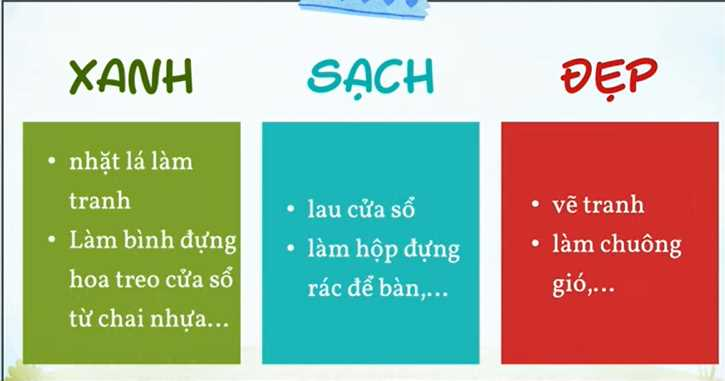 XANH
SẠCH
ĐẸP
• nhặt lá làm
tranh
• Làm bình đựng
hoa treo cửa sổ
từ chai nhựa...
• lau cửa sổ
• làm hộp đựng
rác để bàn,...
• vẽ tranh
• làm chuông
gió,...